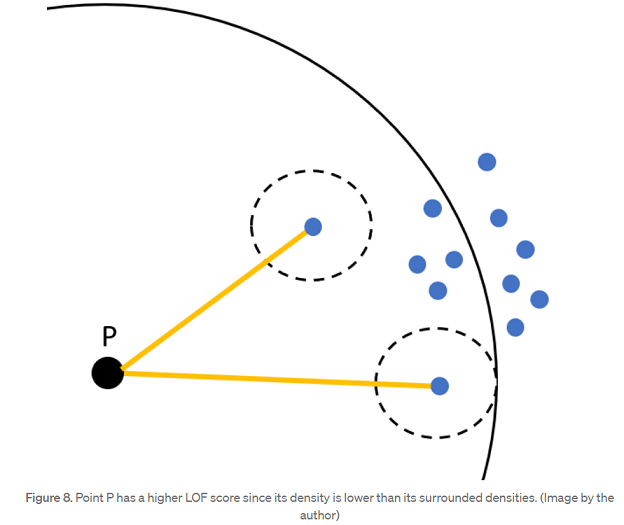 P
Figure 8. Point P has a higher LOF score since its density is lower than its surrounded densities. (Image by the
author)